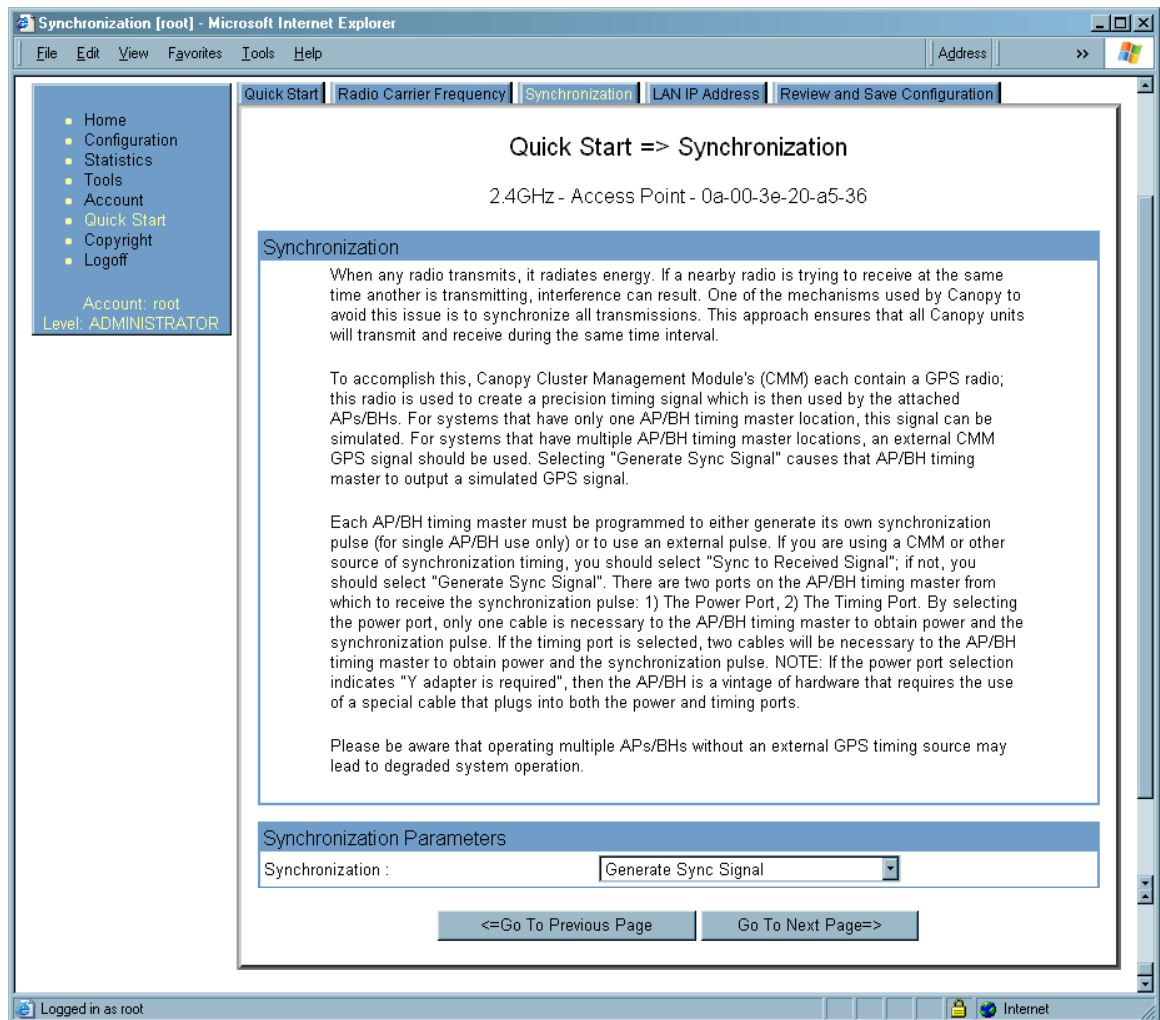 Synchronization [root] - Microsoft Internet Explorer
File Edit View Favorites Tools Help
Address »
Quick Start Radio Carrier Frequency Synchronization LAN IP Address Review and Save Configuration
Home
Configuration
Statistics
Tools
Account
Quick Start
Copyright
Logoff
Account: root
Level: ADMINISTRATOR
Quick Start => Synchronization
2.4GHz - Access Point - 0a-00-3e-20-a5-36
Synchronization
When any radio transmits, it radiates energy. If a nearby radio is trying to receive at the same
time another is transmitting, interference can result. One of the mechanisms used by Canopy to
avoid this issue is to synchronize all transmissions. This approach ensures that all Canopy units
will transmit and receive during the same time interval.
To accomplish this, Canopy Cluster Management Module's (CMM) each contain a GPS radio;
this radio is used to create a precision timing signal which is then used by the attached
APs/BHs. For systems that have only one AP/BH timing master location, this signal can be
simulated. For systems that have multiple AP/BH timing master locations, an external CMM
GPS signal should be used. Selecting "Generate Sync Signal" causes that AP/BH timing
master to output a simulated GPS signal.
Each AP/BH timing master must be programmed to either generate its own synchronization
pulse (for single AP/BH use only) or to use an external pulse. If you are using a CMM or other
source of synchronization timing, you should select "Sync to Received Signal"; if not, you
should select "Generate Sync Signal". There are two ports on the AP/BH timing master from
which to receive the synchronization pulse: 1) The Power Port, 2) The Timing Port. By selecting
the power port, only one cable is necessary to the AP/BH timing master to obtain power and the
synchronization pulse. If the timing port is selected, two cables will be necessary to the AP/BH
timing master to obtain power and the synchronization pulse. NOTE: If the power port selection
indicates "Y adapter is required", then the AP/BH is a vintage of hardware that requires the use
of a special cable that plugs into both the power and timing ports.
Please be aware that operating multiple APs/BHs without an external GPS timing source may
lead to degraded system operation.
Synchronization Parameters
Synchronization : Generate Sync Signal
<=Go To Previous Page Go To Next Page=>
Logged in as root Internet